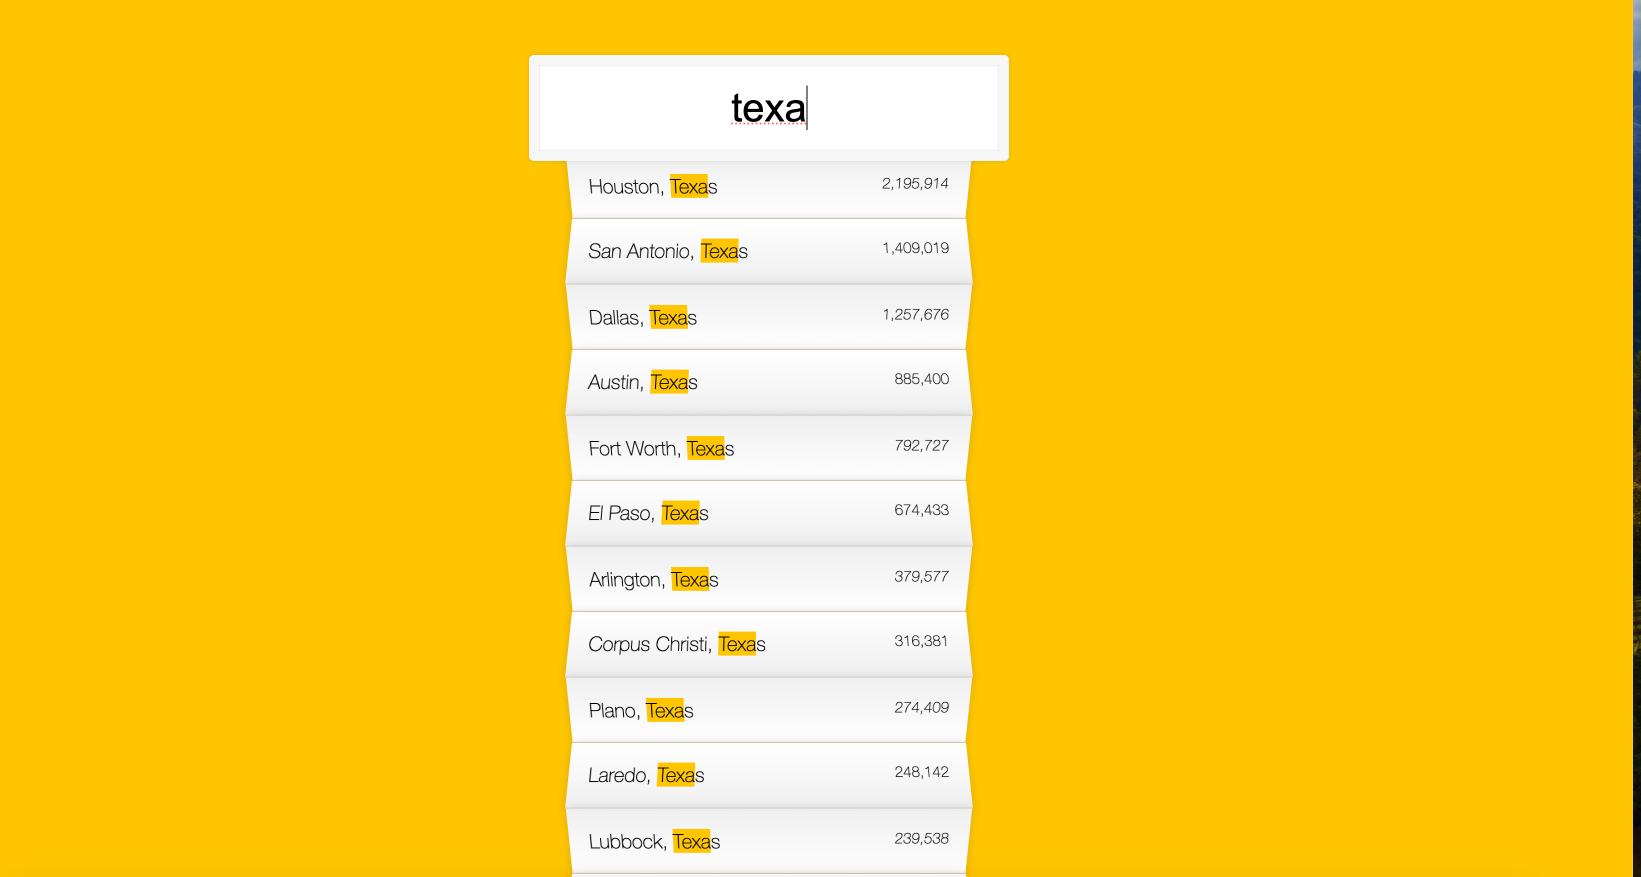 texa
Houston, Texas 2,195,914
San Antonio, Texas 1,409,019
Dallas, Texas 1,257,676
Austin, Texas 885,400
Fort Worth, Texas 792,727
El Paso, Texas 674,433
Arlington, Texas 379,577
Corpus Christi, Texas 316,381
Plano, Texas 274,409
Laredo, Texas 248,142
Lubbock, Texas 239,538